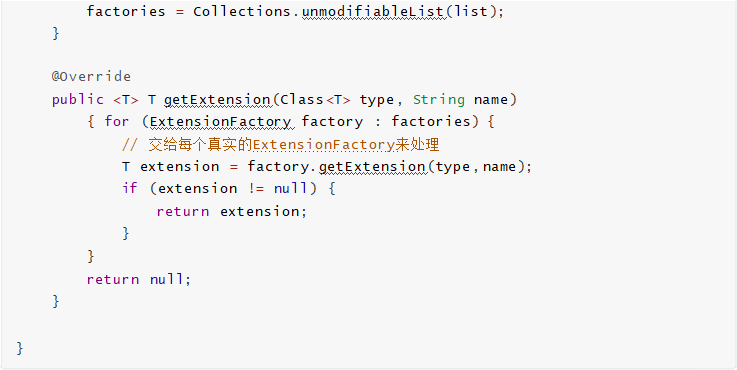 factories = Collections.unmodifiableList(list);
    }

    @Override
    public <T> T getExtension(Class<T> type, String name)
        { for (ExtensionFactory factory : factories) {
            // 交给每个真实的ExtensionFactory来处理
            T extension = factory.getExtension(type,name);
            if (extension != null) {
                return extension;
            }
        }
        return null;
    }

}